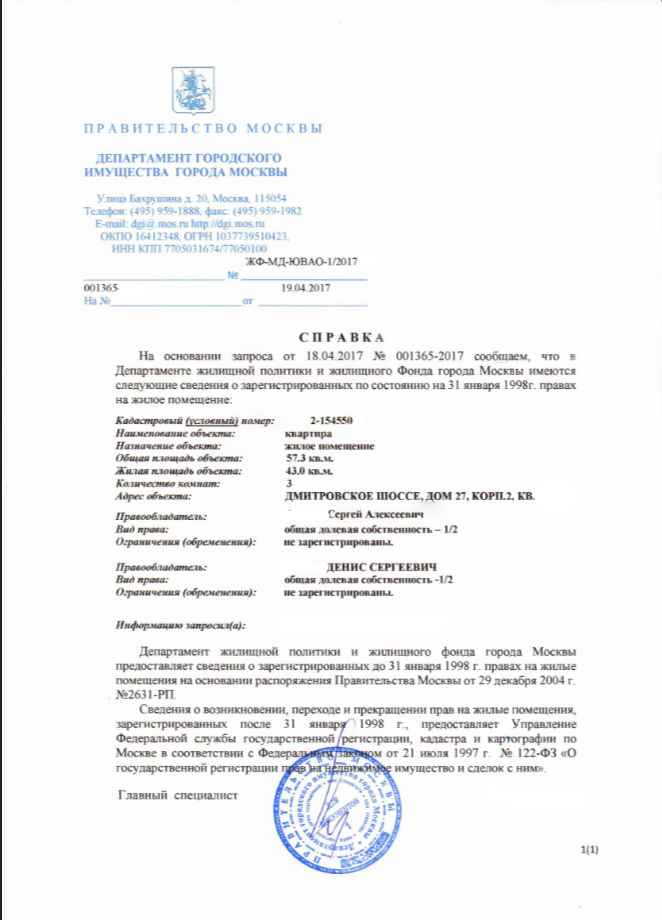 ПРАВИТЕЛЬСТВО МОСКВЫ
ДЕПАРТАМЕНТ ГОРОДСКОГО
ИМУЩЕСТВА ГОРОДА МОСКВЫ
Улица Бахрушина д. 20, Москва, 115054
Телефон: (495) 959-1888, факс: (495) 959-1982
E-mail: dgi@.mos.ru http://dgi.mos.ru
ОКПО 16412348, ОГРН 1037739510423,
ИНН КПП 7705031674/77050100
ЖФ-МД-ЮВАО-1/2017
№
001365 19.04.2017
На № от
СПРАВКА
На основании запроса от 18.04.2017 № 001365-2017 сообщаем, что в
Департаменте жилищной политики и жилищного Фонда города Москвы имеются
следующие сведения о зарегистрированных по состоянию на 31 января 1998г. правах
на жилое помещение:
Кадастровый (условный) номер: 2-154550
Наименование объекта: квартира
Назначение объекта: жилое помещение
Общая площадь объекта: 57.3 кв.м.
Жилая площадь объекта: 43.0 кв.м.
Количество комнат: 3
Адрес объекта: ДМИТРОВСКОЕ ШОССЕ, ДОМ 27, КОРП.2, КВ.
Правообладатель: Сергей Алексеевич
Вид права: общая долевая собственность – 1/2
Ограничения (обременения): не зарегистрированы.
Правообладатель: ДЕНИС СЕРГЕЕВИЧ
Вид права: общая долевая собственность -1/2
Ограничения (обременения): не зарегистрированы.
Информацию запросил(а):
Департамент жилищной политики и жилищного фонда города Москвы
предоставляет сведения о зарегистрированных до 31 января 1998 г. правах на жилые
помещения на основании распоряжения Правительства Москвы от 29 декабря 2004 г.
№2631-РП.
Сведения о возникновении, переходе и прекращении прав на жилые помещения,
зарегистрированных после 31 января 1998 г., предоставляет Управление
Федеральной службы государственной регистрации, кадастра и картографии по
Москве в соответствии с Федеральным законом от 21 июля 1997 г. № 122-ФЗ «О
государственной регистрации прав на недвижимое имущество и сделок с ним».
Главный специалист
ПРАВИТЕЛЬСТВО МОСКВЫ
Департамент городского имущества города Москвы
ДЛЯ
ДОКУМЕНТОВ
1(1)